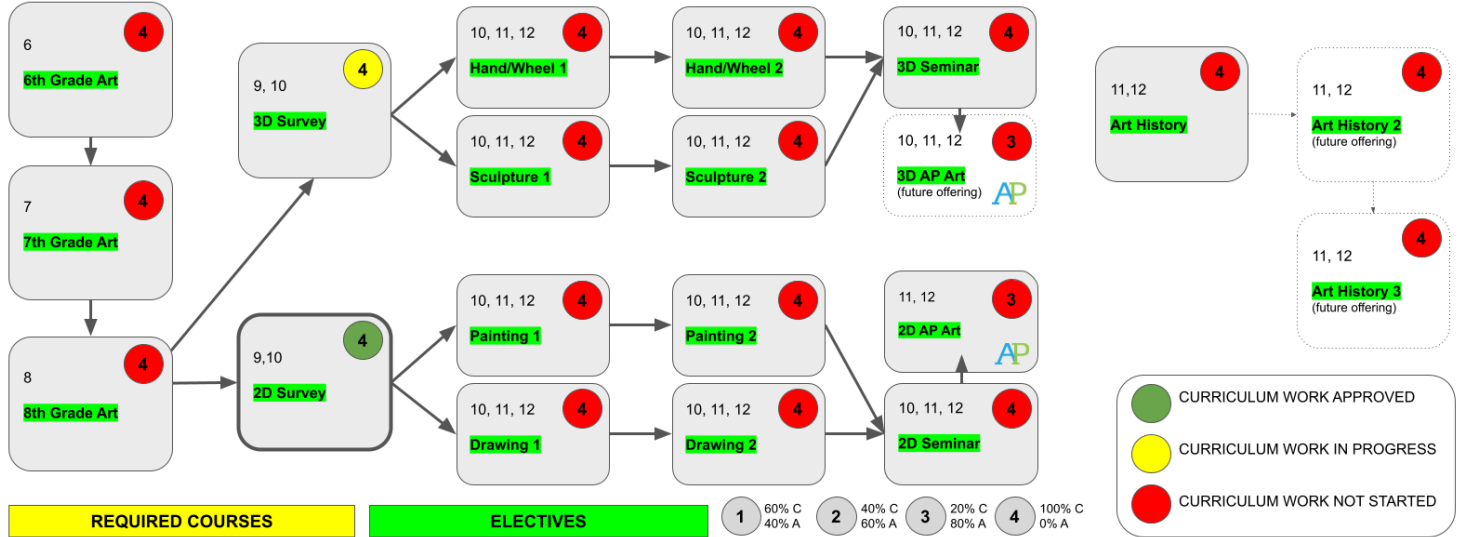 6
4
6th Grade Art
7
4
7th Grade Art
8
4
8th Grade Art
9, 10
4
3D Survey
9,10
4
2D Survey
10, 11, 12
4
Hand/Wheel 1
10, 11, 12
4
Hand/Wheel 2
10, 11, 12
4
3D Seminar
10, 11, 12
4
Sculpture 1
10, 11, 12
4
Sculpture 2
10, 11, 12
3
3D AP Art
(future offering)
AP
10, 11, 12
4
Painting 1
10, 11, 12
4
Painting 2
11, 12
3
2D AP Art
AP
10, 11, 12
4
Drawing 1
10, 11, 12
4
Drawing 2
10, 11, 12
4
2D Seminar
11,12
4
Art History
11, 12
4
Art History 2
(future offering)
11, 12
4
Art History 3
(future offering)
CURRICULUM WORK APPROVED
CURRICULUM WORK IN PROGRESS
CURRICULUM WORK NOT STARTED
REQUIRED COURSES
ELECTIVES
1
60% C
40% A
2
40% C
60% A
3
20% C
80% A
4
100% C
0% A